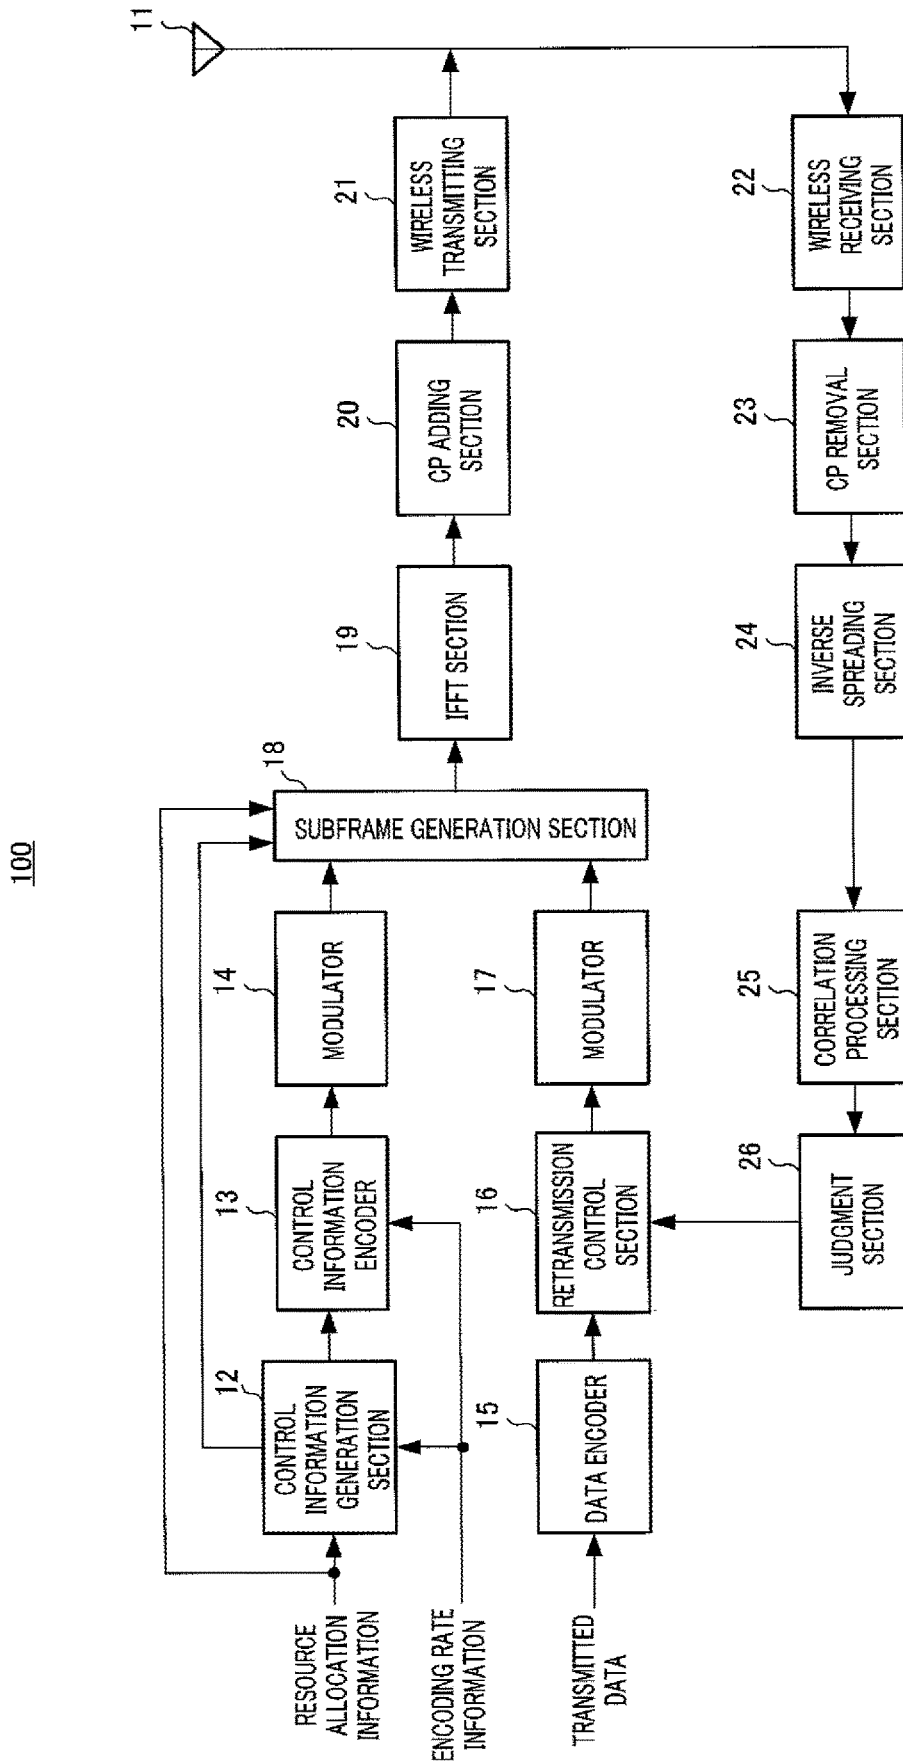 100
RESOURCE
ALLOCATION
INFORMATION
ENCODING RATE
INFORMATION
TRANSMITTED
DATA
12
CONTROL
INFORMATION
GENERATION
SECTION
13
CONTROL
INFORMATION
ENCODER
14
MODULATOR
15
DATA ENCODER
16
RETRANSMISSION
CONTROL
SECTION
17
MODULATOR
18
SUBFRAME GENERATION SECTION
19
IFFT SECTION
20
CP ADDING
SECTION
21
WIRELESS
TRANSMITTING
SECTION
11
22
WIRELESS
RECEIVING
SECTION
23
CP REMOVAL
SECTION
24
INVERSE
SPREADING
SECTION
25
CORRELATION
PROCESSING
SECTION
26
JUDGMENT
SECTION